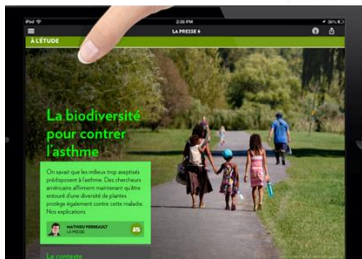 iPad
2:35 PM
LA PRESSE+
À L'ÉTUDE
La biodiversité
pour contrer
l'asthme
On savait que les milieux trop aseptisés
prédisposent à l'asthme. Des chercheurs
américains affirment maintenant qu'être
entouré d'une diversité de plantes
protège également contre cette maladie.
Nos explications.
MATHIEU PERREAULT
LA PRESSE
Le contexte